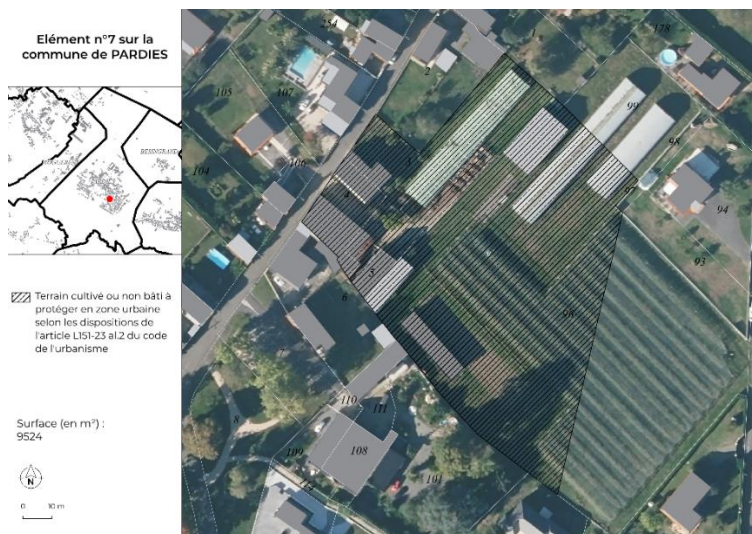 Elément n°7 sur la
commune de PARDIES
Terrain cultivé ou non bâti à
protéger en zone urbaine
selon les dispositions de
l'article L151-23 al.2 du code
de l'urbanisme
Surface (en m²) :
9524
N
0 10 m
254
1
178
2
107
105
99
98
106
104
4
97
94
93
5
6
96
7
110
111
8
108
109
101